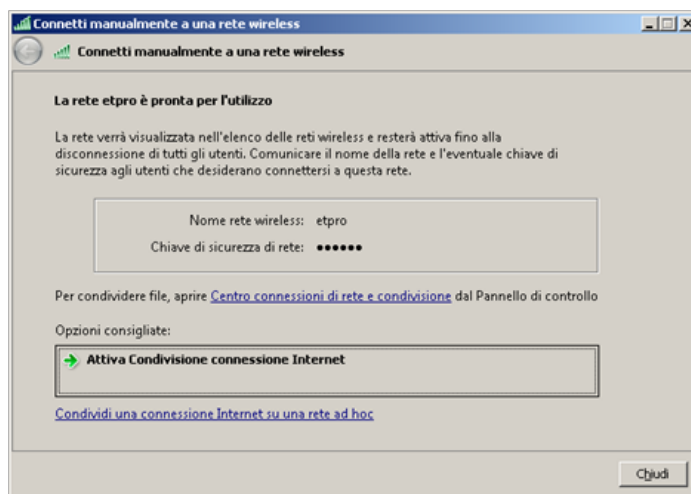 Connetti manualmente a una rete wireless
Connetti manualmente a una rete wireless
La rete etpro è pronta per l'utilizzo
La rete verrà visualizzata nell'elenco delle reti wireless e resterà attiva fino alla
disconnessione di tutti gli utenti. Comunicare il nome della rete e l'eventuale chiave di
sicurezza agli utenti che desiderano connettersi a questa rete.
Nome rete wireless: etpro
Chiave di sicurezza di rete: ●●●●●●
Per condividere file, aprire Centro connessioni di rete e condivisione dal Pannello di controllo
Opzioni consigliate:
Attiva Condivisione connessione Internet
Condividi una connessione Internet su una rete ad hoc
Chiudi